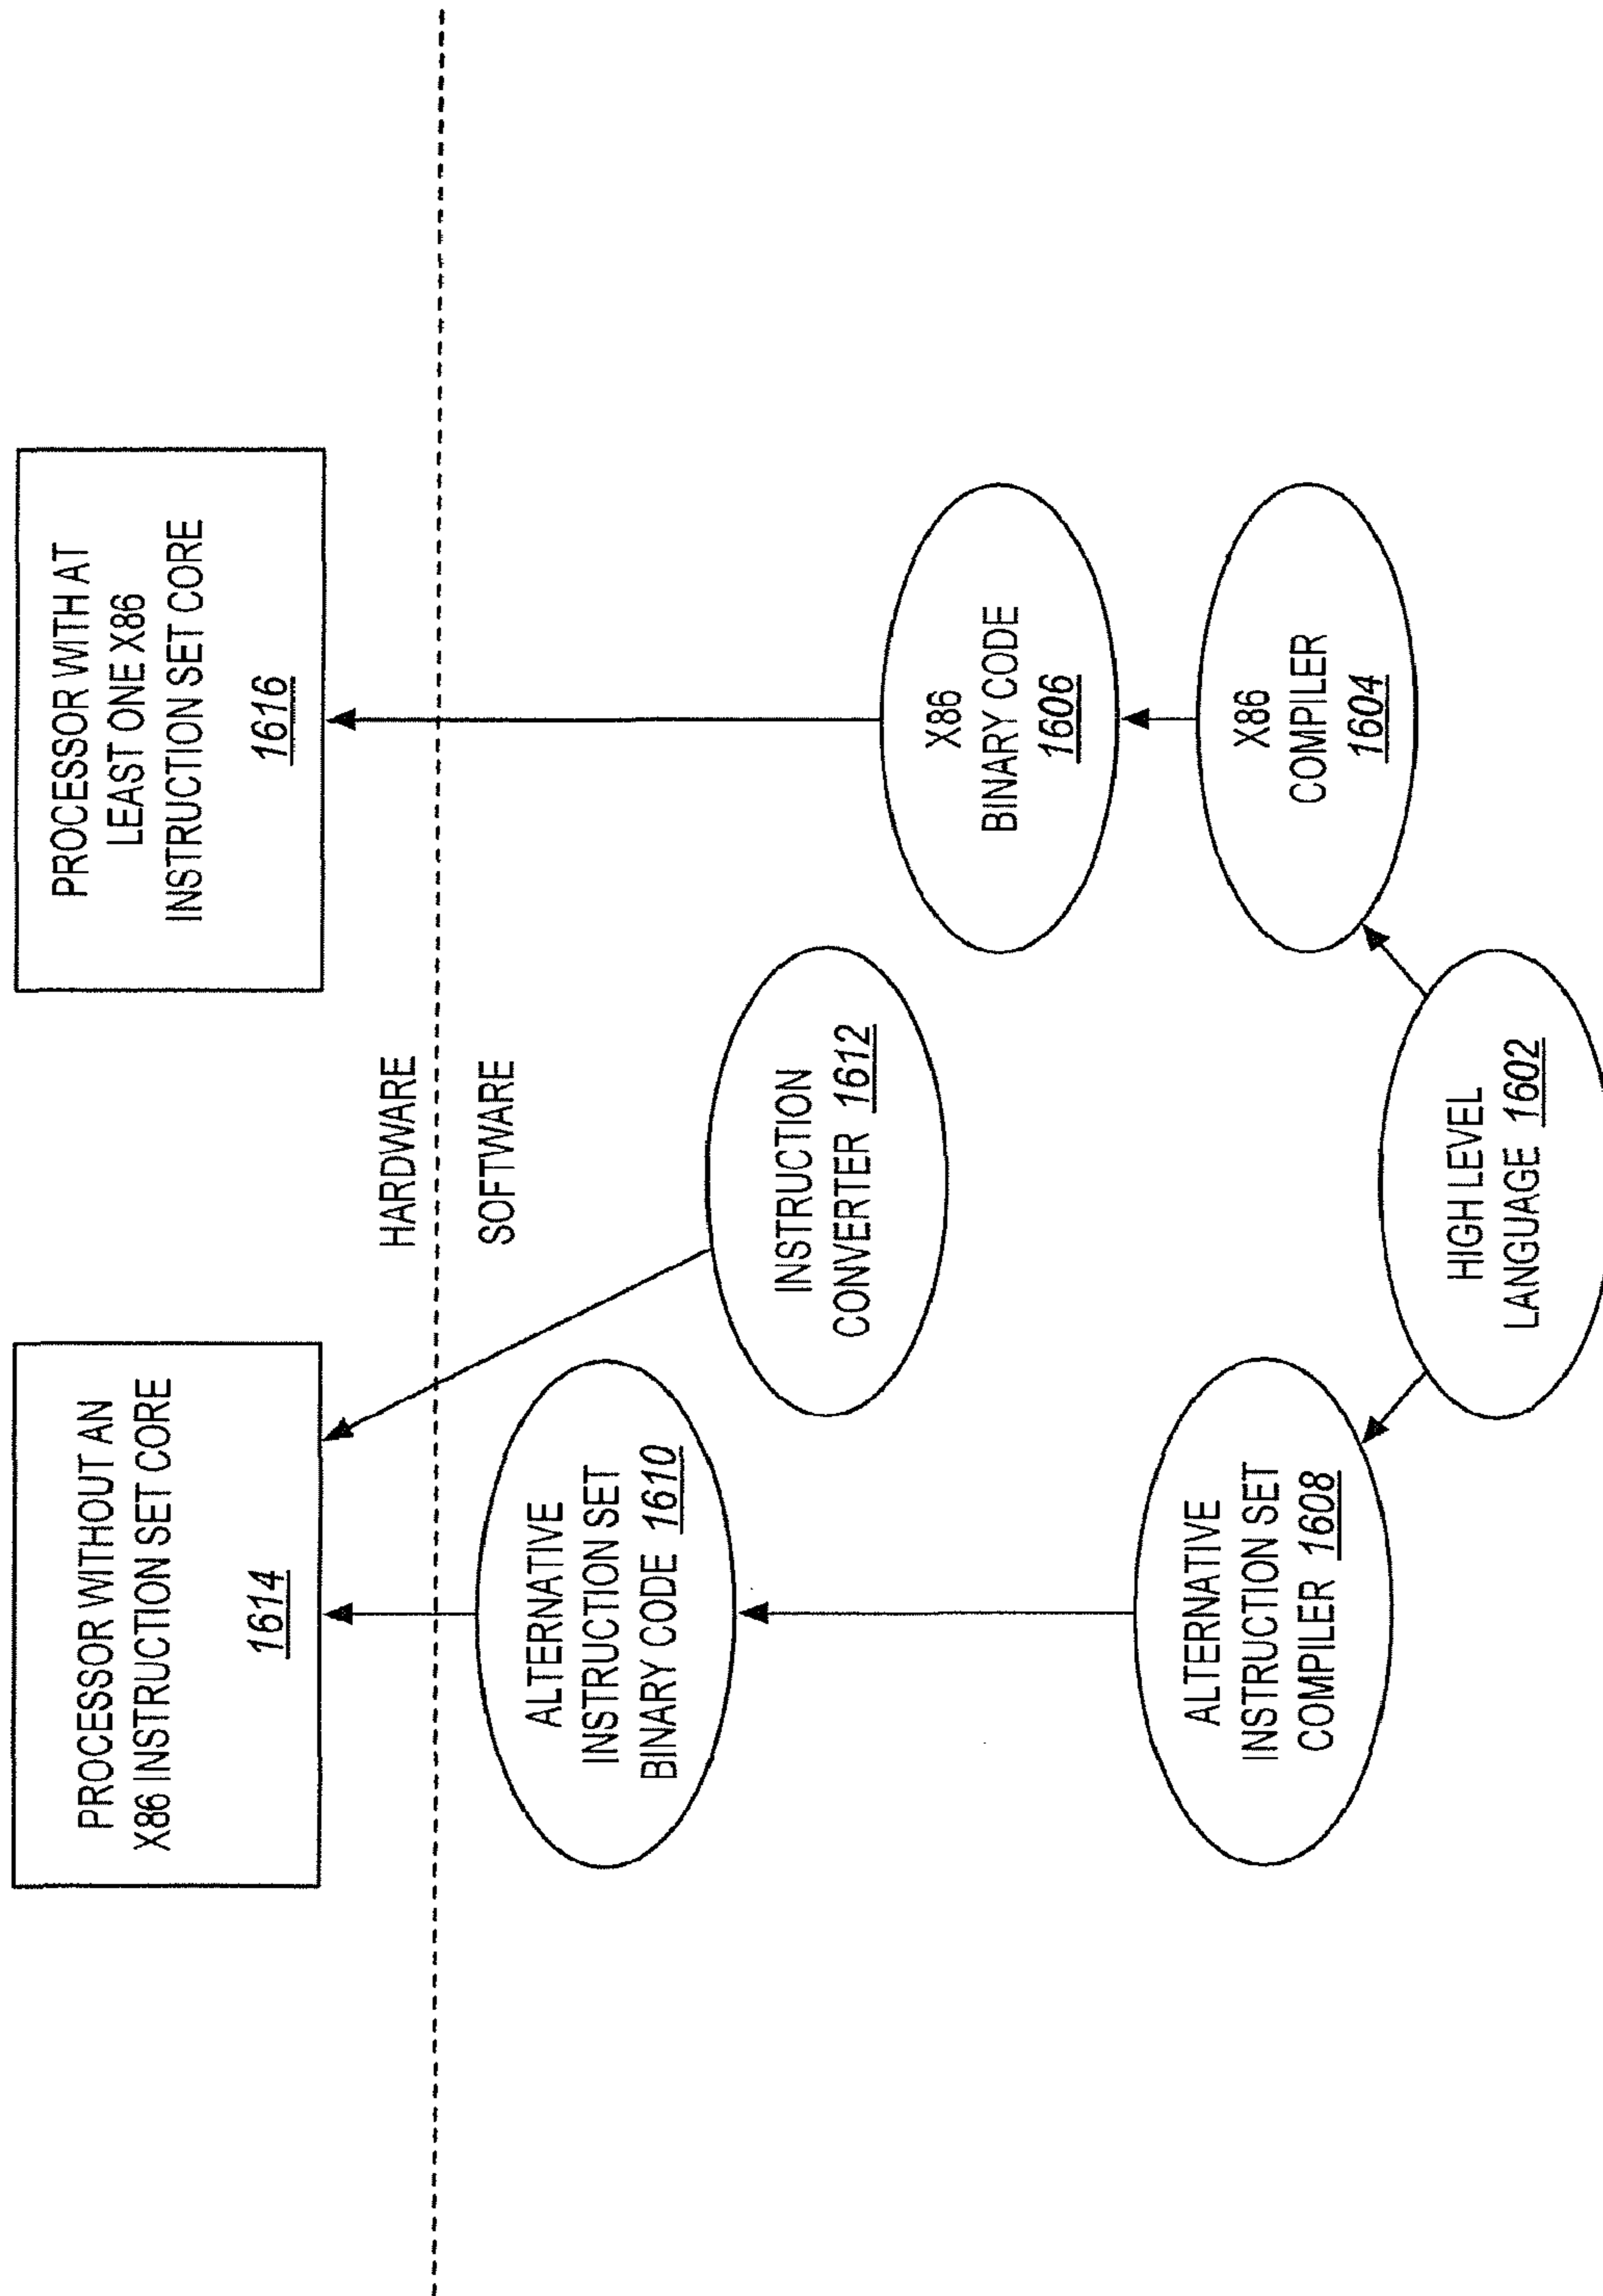 PROCESSOR WITHOUT AN
X86 INSTRUCTION SET CORE
1614
PROCESSOR WITH AT
LEAST ONE X86
INSTRUCTION SET CORE
1616
HARDWARE
SOFTWARE
ALTERNATIVE
INSTRUCTION SET
BINARY CODE 1610
INSTRUCTION
CONVERTER 1612
X86
BINARY CODE
1606
ALTERNATIVE
INSTRUCTION SET
COMPILER 1608
X86
COMPILER
1604
HIGH LEVEL
LANGUAGE 1602